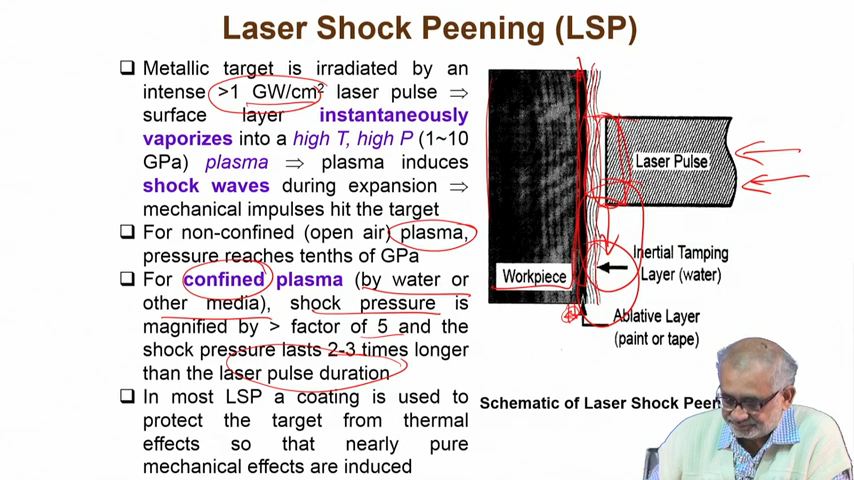 Laser Shock Peening (LSP)
❑ Metallic target is irradiated by an
intense >1 GW/cm² laser pulse ⇒
surface layer instantaneously
vaporizes into a high T, high P (1~10
GPa) plasma ⇒ plasma induces
shock waves during expansion ⇒
mechanical impulses hit the target
❑ For non-confined (open air) plasma,
pressure reaches tenths of GPa
❑ For confined plasma (by water or
other media), shock pressure is
magnified by > factor of 5 and the
shock pressure lasts 2-3 times longer
than the laser pulse duration
❑ In most LSP a coating is used to
protect the target from thermal
effects so that nearly pure
mechanical effects are induced
Laser Pulse
Inertial Tamping
Layer (water)
Workpiece
Ablative Layer
(paint or tape)
Schematic of Laser Shock Peen